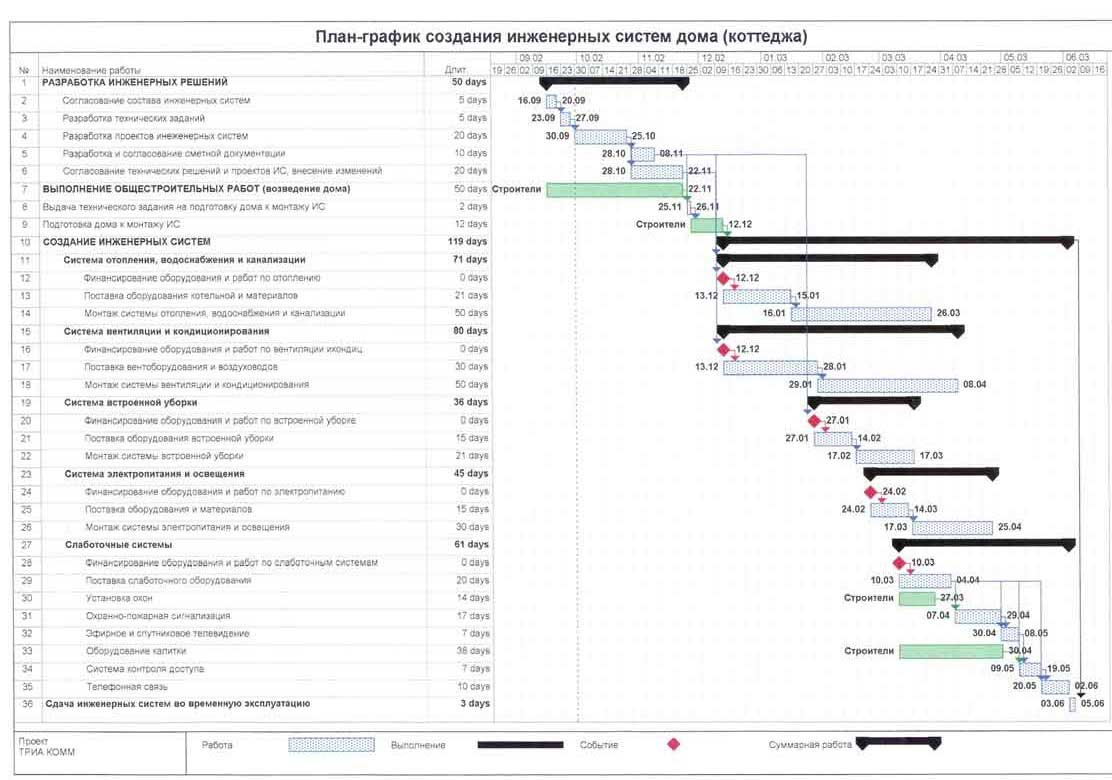 План-график создания инженерных систем дома (коттеджа)
09.02 10.02 11.02 12.02 01.03 02.03 03.03 04.03 05.03 06.03
№ Наименование работы Длит
1 РАЗРАБОТКА ИНЖЕНЕРНЫХ РЕШЕНИЙ 50 days
2 Согласование состава инженерных систем 5 days 16.09 20.09
3 Разработка технических заданий 5 days 23.09 27.09
4 Разработка проектов инеженерных систем 20 days 30.09 25.10
5 Разработка и согласование сметной документации 10 days 28.10 08.11
6 Согласование технических решений и проектов ИС, внесение изменений 20 days 28.10 22.11
7 ВЫПОЛНЕНИЕ ОБЩЕСТРОИТЕЛЬНЫХ РАБОТ (возведение дома) 50 days Строители 22.11
8 Выдача технического задания на подготовку дома к монтажу ИС 2 days 25.11 26.11
9 Подготовка дома к монтажу ИС 12 days Строители 12.12
10 СОЗДАНИЕ ИНЖЕНЕРНЫХ СИСТЕМ 119 days
11 Система отопления, водоснабжения и канализации 71 days
12 Финансирование оборудования и работ по отоплению 0 days 12.12
13 Поставка оборудования котельной и материалов 21 days 13.12 15.01
14 Монтаж системы отопления, водоснабжения и канализации 50 days 16.01 26.03
15 Система вентиляции и кондиционирования 80 days
16 Финансирование оборудования и работ по вентиляции икондиц. 0 days 12.12
17 Поставка вентоборудования и воздуховодов 30 days 13.12 28.01
18 Монтаж системы вентиляции и кондиционирования 50 days 29.01 08.04
19 Система встроенной уборки 36 days
20 Финансирование оборудования и работ по встроенной уборке 0 days 27.01
21 Поставка оборудования встроенной уборки 15 days 27.01 14.02
22 Монтаж системы встроенной уборки 21 days 17.02 17.03
23 Система электропитания и освещения 45 days
24 Финансирование оборудования и работ по электропитанию 0 days 24.02
25 Поставка оборудования и материалов 15 days 24.02 14.03
26 Монтаж системы электропитания и освещения 30 days 17.03 25.04
27 Слаботочные системы 61 days
28 Финансирование оборудования и работ по слаботочным системам 0 days 10.03
29 Поставка слаботочного оборудования 20 days 10.03 04.04
30 Установка окон 14 days Строители 27.03
31 Охранно-пожарная сигнализация 17 days 07.04 29.04
32 Эфирное и спутниковое телевидение 7 days 30.04 08.05
33 Оборудование калитки 38 days Строители 30.04
34 Система контроля доступа 7 days 09.05 19.05
35 Телефонная связь 10 days 20.05 02.06
36 Сдача инженерных систем во временную эксплуатацию 3 days 03.06 05.06
Проект
ТРИА КОММ
Работа Выполнение Событие Суммарная работа